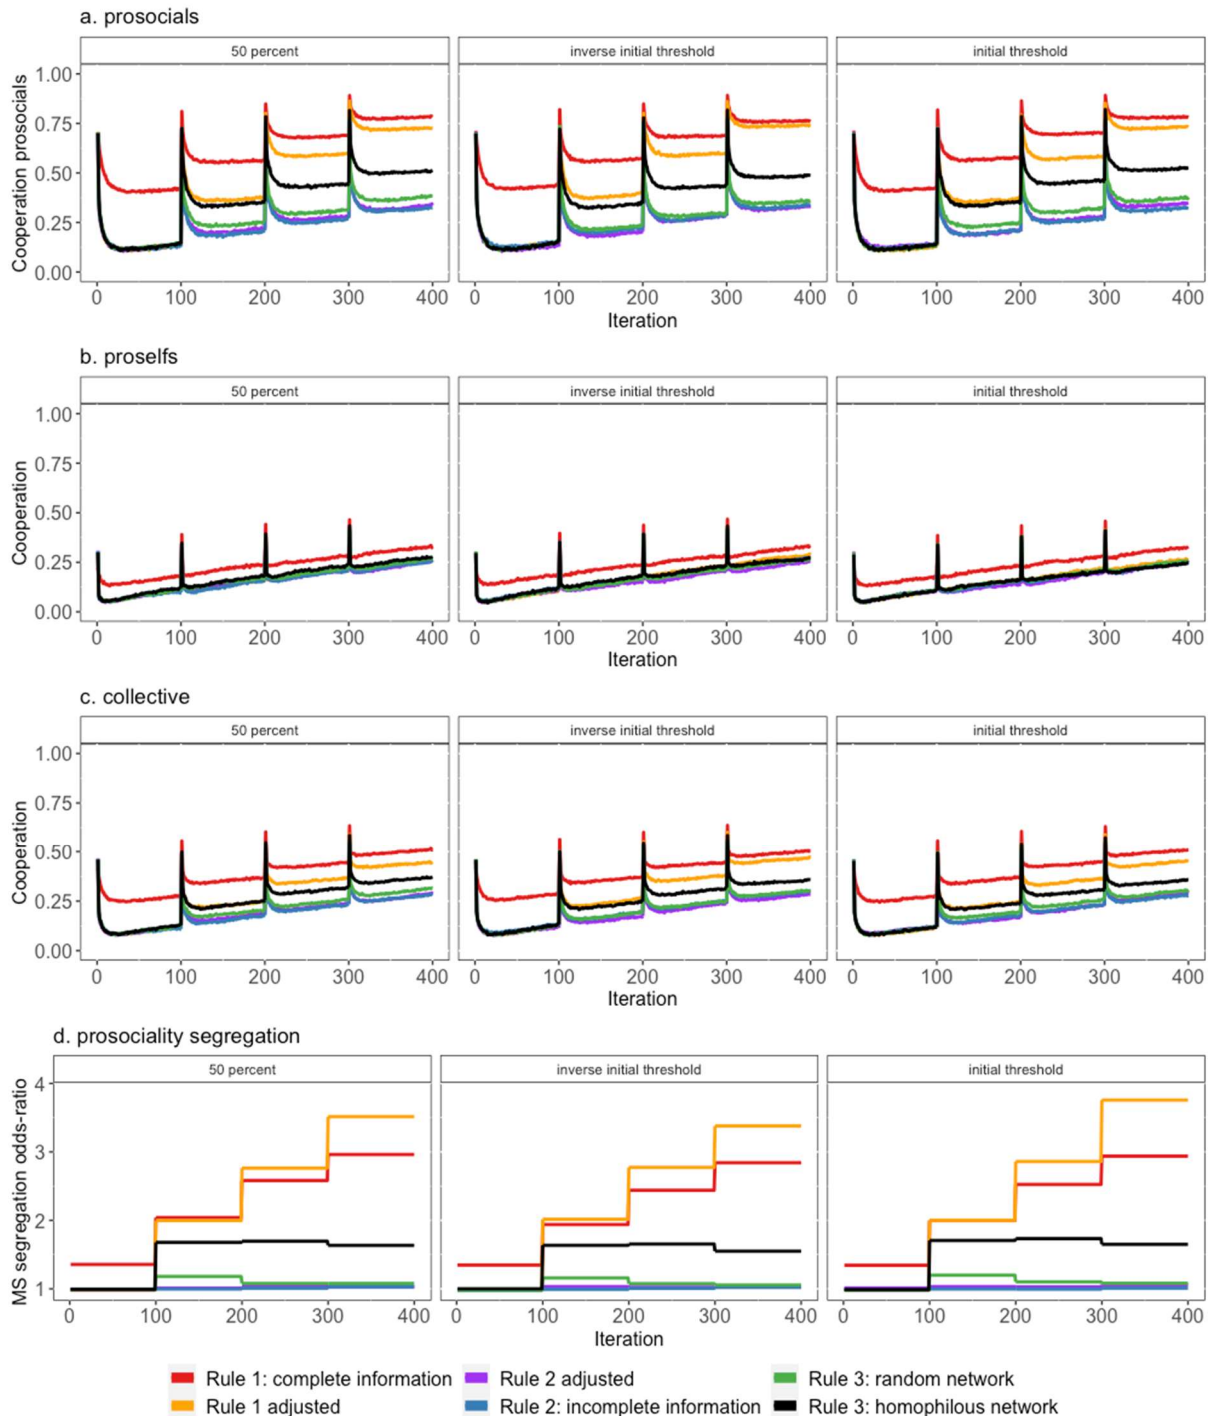 a. prosocials
50 percent inverse initial threshold initial threshold
Cooperation prosocials
1.00
0.75
0.50
0.25
0.00
0 100 200 300 400 0 100 200 300 400 0 100 200 300 400
Iteration
b. proselfs
50 percent inverse initial threshold initial threshold
Cooperation
1.00
0.75
0.50
0.25
0.00
0 100 200 300 400 0 100 200 300 400 0 100 200 300 400
Iteration
c. collective
50 percent inverse initial threshold initial threshold
Cooperation
1.00
0.75
0.50
0.25
0.00
0 100 200 300 400 0 100 200 300 400 0 100 200 300 400
Iteration
d. prosociality segregation
50 percent inverse initial threshold initial threshold
MS segregation odds-ratio
4
3
2
1
0 100 200 300 400 0 100 200 300 400 0 100 200 300 400
Iteration
Rule 1: complete information Rule 2 adjusted Rule 3: random network
Rule 1 adjusted Rule 2: incomplete information Rule 3: homophilous network